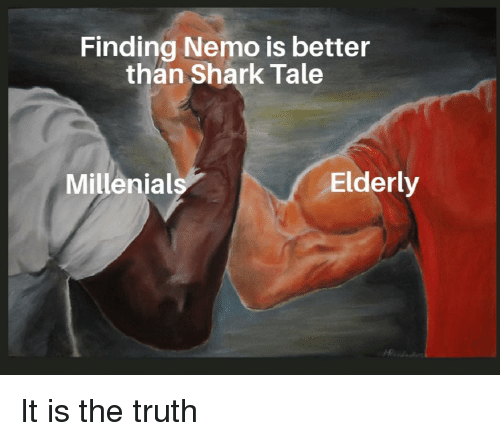 Finding Nemo is better
than Shark Tale
Millenials
Elderly
It is the truth